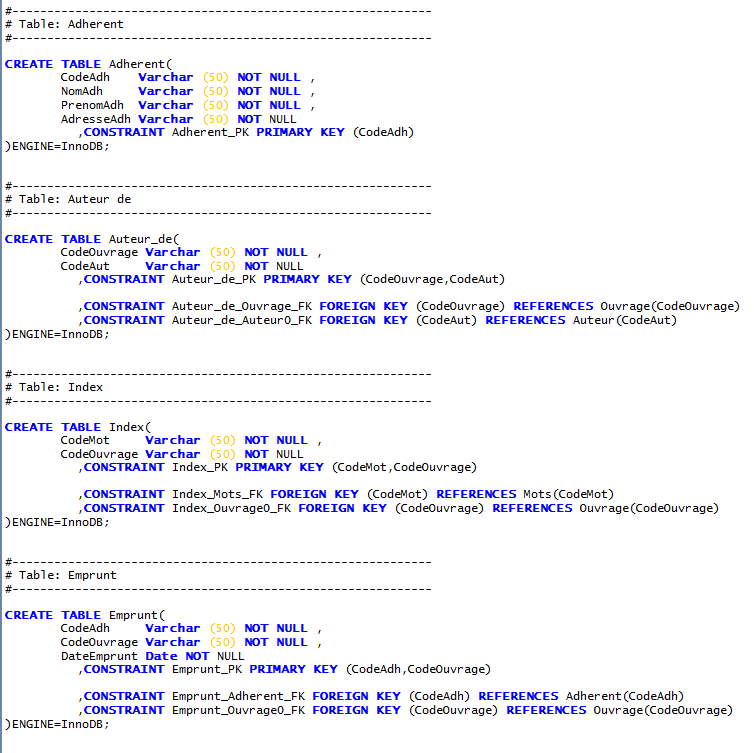 #------------------------------------------------------------
# Table: Adherent
#------------------------------------------------------------
CREATE TABLE Adherent(
CodeAdh Varchar (50) NOT NULL ,
NomAdh Varchar (50) NOT NULL ,
PrenomAdh Varchar (50) NOT NULL ,
AdresseAdh Varchar (50) NOT NULL
,CONSTRAINT Adherent_PK PRIMARY KEY (CodeAdh)
)ENGINE=InnoDB;
#------------------------------------------------------------
# Table: Auteur de
#------------------------------------------------------------
CREATE TABLE Auteur_de(
CodeOuvrage Varchar (50) NOT NULL ,
CodeAut Varchar (50) NOT NULL
,CONSTRAINT Auteur_de_PK PRIMARY KEY (CodeOuvrage,CodeAut)
,CONSTRAINT Auteur_de_Ouvrage_FK FOREIGN KEY (CodeOuvrage) REFERENCES Ouvrage(CodeOuvrage)
,CONSTRAINT Auteur_de_Auteur0_FK FOREIGN KEY (CodeAut) REFERENCES Auteur(CodeAut)
)ENGINE=InnoDB;
#------------------------------------------------------------
# Table: Index
#------------------------------------------------------------
CREATE TABLE Index(
CodeMot Varchar (50) NOT NULL ,
CodeOuvrage Varchar (50) NOT NULL
,CONSTRAINT Index_PK PRIMARY KEY (CodeMot,CodeOuvrage)
,CONSTRAINT Index_Mots_FK FOREIGN KEY (CodeMot) REFERENCES Mots(CodeMot)
,CONSTRAINT Index_Ouvrage0_FK FOREIGN KEY (CodeOuvrage) REFERENCES Ouvrage(CodeOuvrage)
)ENGINE=InnoDB;
#------------------------------------------------------------
# Table: Emprunt
#------------------------------------------------------------
CREATE TABLE Emprunt(
CodeAdh Varchar (50) NOT NULL ,
CodeOuvrage Varchar (50) NOT NULL ,
DateEmprunt Date NOT NULL
,CONSTRAINT Emprunt_PK PRIMARY KEY (CodeAdh,CodeOuvrage)
,CONSTRAINT Emprunt_Adherent_FK FOREIGN KEY (CodeAdh) REFERENCES Adherent(CodeAdh)
,CONSTRAINT Emprunt_Ouvrage0_FK FOREIGN KEY (CodeOuvrage) REFERENCES Ouvrage(CodeOuvrage)
)ENGINE=InnoDB;